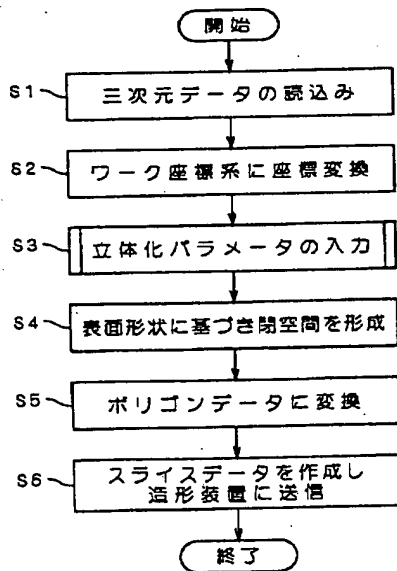 開始
S1 三次元データの読込み
S2 ワーク座標系に座標変換
S3 立体化パラメータの入力
S4 表面形状に基づき閉空間を形成
S5 ポリゴンデータに変換
S6 スライスデータを作成し
造形装置に送信
終了